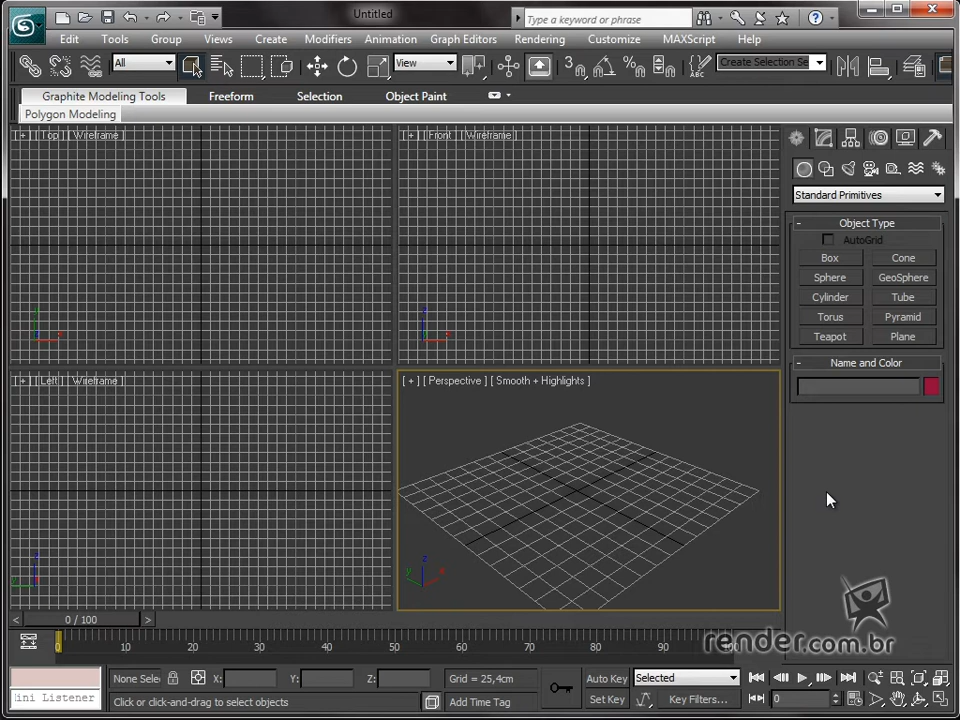 Untitled
Type a keyword or phrase
Edit Tools Group Views Create Modifiers Animation Graph Editors Rendering Customize MAXScript Help
All View Create Selection Se
Graphite Modeling Tools Freeform Selection Object Paint
Polygon Modeling
[ + ] [ Top ] [ Wireframe ]
[ + ] [ Front ] [ Wireframe ]
Standard Primitives
- Object Type
AutoGrid
Box Cone
Sphere GeoSphere
Cylinder Tube
Torus Pyramid
Teapot Plane
- Name and Color
[ + ] [ Left ] [ Wireframe ]
[ + ] [ Perspective ] [ Smooth + Highlights ]
z
y x
< 0 / 100 >
0 10 20 30 40 50 60 70 80 90 100
render.com.br
None Sele X: Y: Z: Grid = 25,4cm Auto Key Selected
ini Listener Click or click-and-drag to select objects Add Time Tag Set Key Key Filters... 0